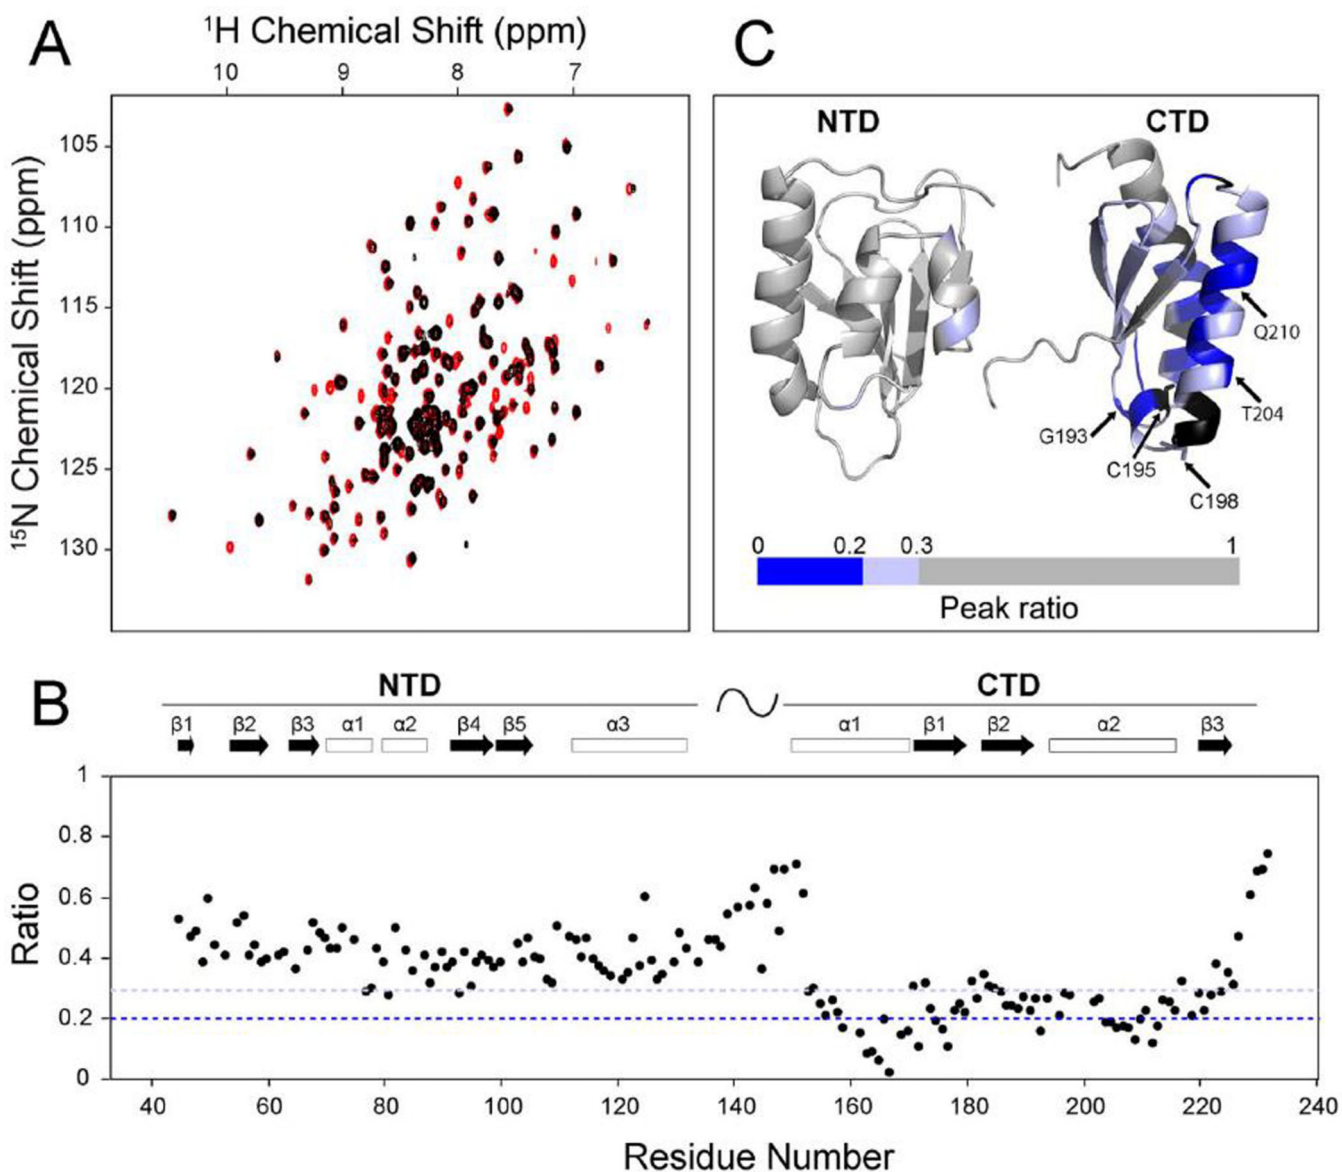 A
¹H Chemical Shift (ppm)
10 9 8 7
¹⁵N Chemical Shift (ppm)
105
110
115
120
125
130
C
NTD CTD
Q210
T204
G193
C195
C198
0 0.2 0.3 1
Peak ratio
B
NTD CTD
β1 β2 β3 α1 α2 β4 β5 α3 α1 β1 β2 α2 β3
Ratio
1
0.8
0.6
0.4
0.2
0
40 60 80 100 120 140 160 180 200 220 240
Residue Number